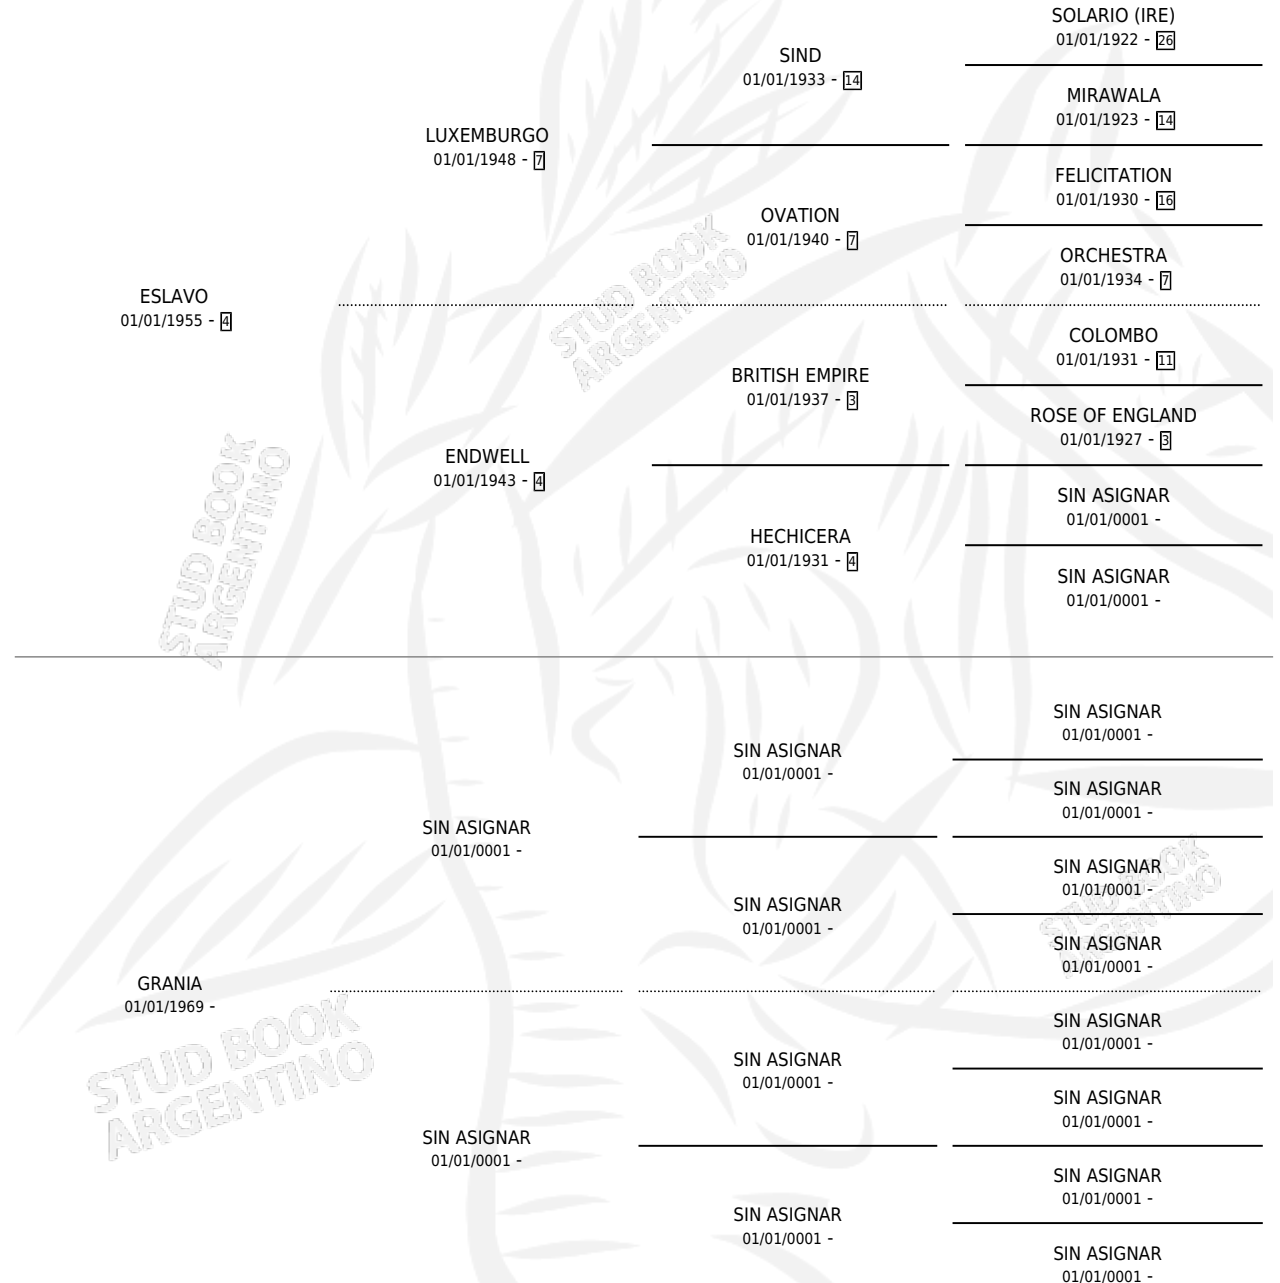 SOLARIO (IRE)
01/01/1922 - 26
SIND
01/01/1933 - 14
MIRAWALA
01/01/1923 - 14
LUXEMBURGO
01/01/1948 - 7
FELICITATION
01/01/1930 - 16
OVATION
01/01/1940 - 7
ORCHESTRA
01/01/1934 - 7
ESLAVO
01/01/1955 - 4
COLOMBO
01/01/1931 - 11
BRITISH EMPIRE
01/01/1937 - 3
ROSE OF ENGLAND
01/01/1927 - 3
ENDWELL
01/01/1943 - 4
SIN ASIGNAR
01/01/0001 -
HECHICERA
01/01/1931 - 4
SIN ASIGNAR
01/01/0001 -
STUD BOOK
ARGENTINO
STUD BOOK
ARGENTINO
SIN ASIGNAR
01/01/0001 -
SIN ASIGNAR
01/01/0001 -
SIN ASIGNAR
01/01/0001 -
SIN ASIGNAR
01/01/0001 -
SIN ASIGNAR
01/01/0001 -
SIN ASIGNAR
01/01/0001 -
SIN ASIGNAR
01/01/0001 -
STUD BOOK
ARGENTINO
GRANIA
01/01/1969 -
SIN ASIGNAR
01/01/0001 -
SIN ASIGNAR
01/01/0001 -
SIN ASIGNAR
01/01/0001 -
SIN ASIGNAR
01/01/0001 -
SIN ASIGNAR
01/01/0001 -
SIN ASIGNAR
01/01/0001 -
SIN ASIGNAR
01/01/0001 -
STUD BOOK
ARGENTINO